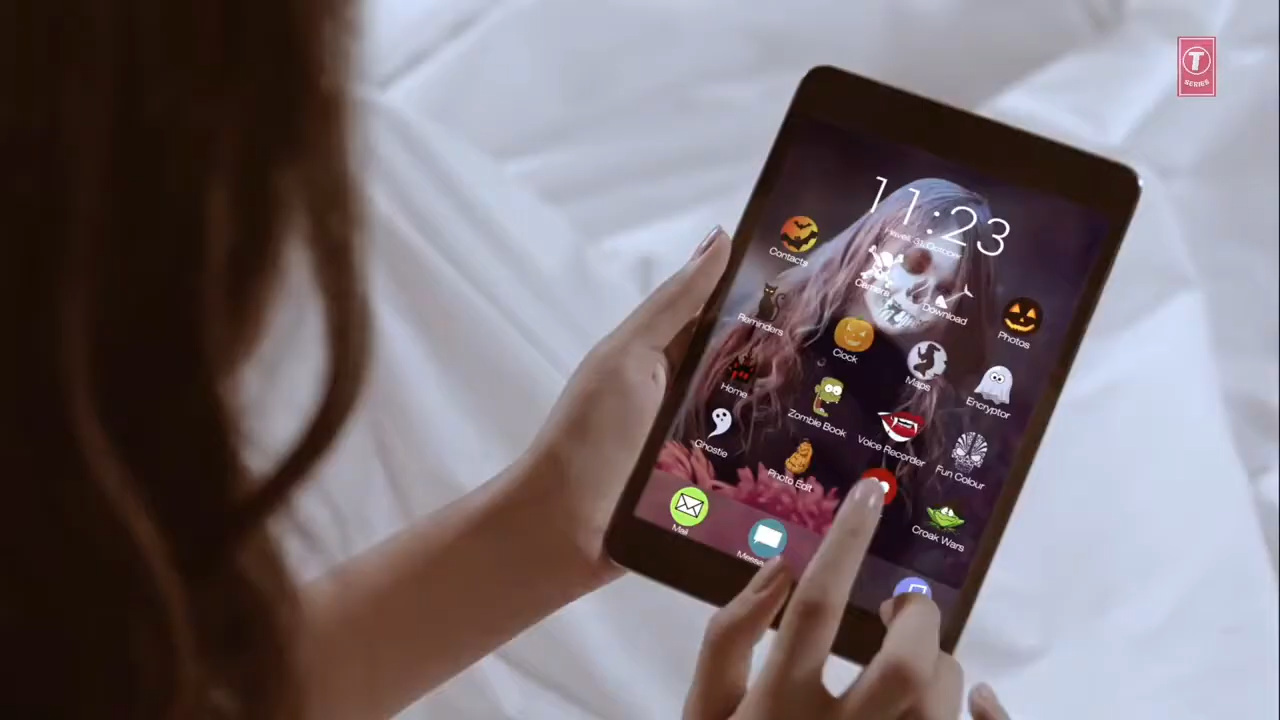 T
SERIES
11:23
Contacts
Camera
Download
Photos
Reminders
Clock
Maps
Encryptor
Home
Zombie Book
Voice Recorder
Fun Colour
Ghostie
Photo Edit
Croak Wars
Mail